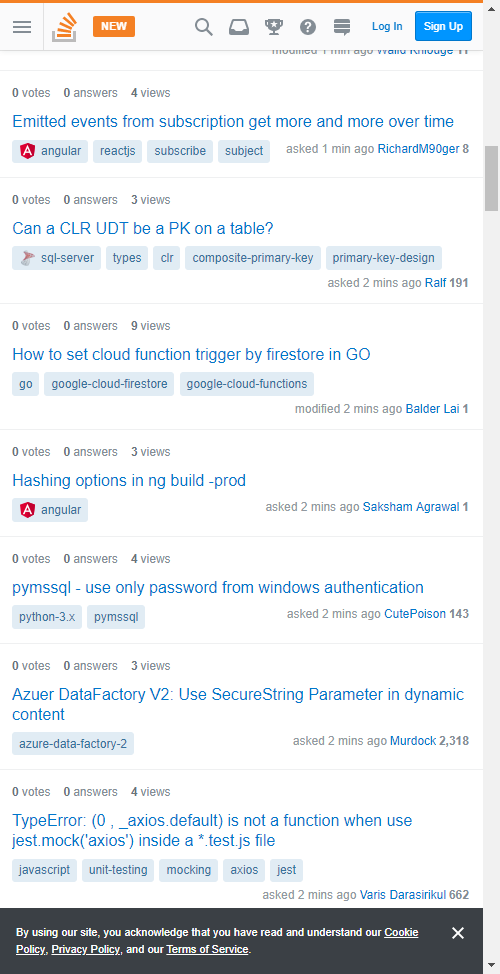 NEW
Log In
Sign Up
modified 1 min ago Walid Khlouge 11
0 votes 0 answers 4 views
Emitted events from subscription get more and more over time
angular reactjs subscribe subject
asked 1 min ago RichardM90ger 8
0 votes 0 answers 3 views
Can a CLR UDT be a PK on a table?
sql-server types clr composite-primary-key primary-key-design
asked 2 mins ago Ralf 191
0 votes 0 answers 9 views
How to set cloud function trigger by firestore in GO
go google-cloud-firestore google-cloud-functions
modified 2 mins ago Balder Lai 1
0 votes 0 answers 3 views
Hashing options in ng build -prod
angular
asked 2 mins ago Saksham Agrawal 1
0 votes 0 answers 4 views
pymssql - use only password from windows authentication
python-3.x pymssql
asked 2 mins ago CutePoison 143
0 votes 0 answers 3 views
Azuer DataFactory V2: Use SecureString Parameter in dynamic
content
azure-data-factory-2
asked 2 mins ago Murdock 2,318
0 votes 0 answers 4 views
TypeError: (0 , _axios.default) is not a function when use
jest.mock('axios') inside a *.test.js file
javascript unit-testing mocking axios jest
asked 2 mins ago Varis Darasirikul 662
By using our site, you acknowledge that you have read and understand our Cookie
Policy, Privacy Policy, and our Terms of Service.